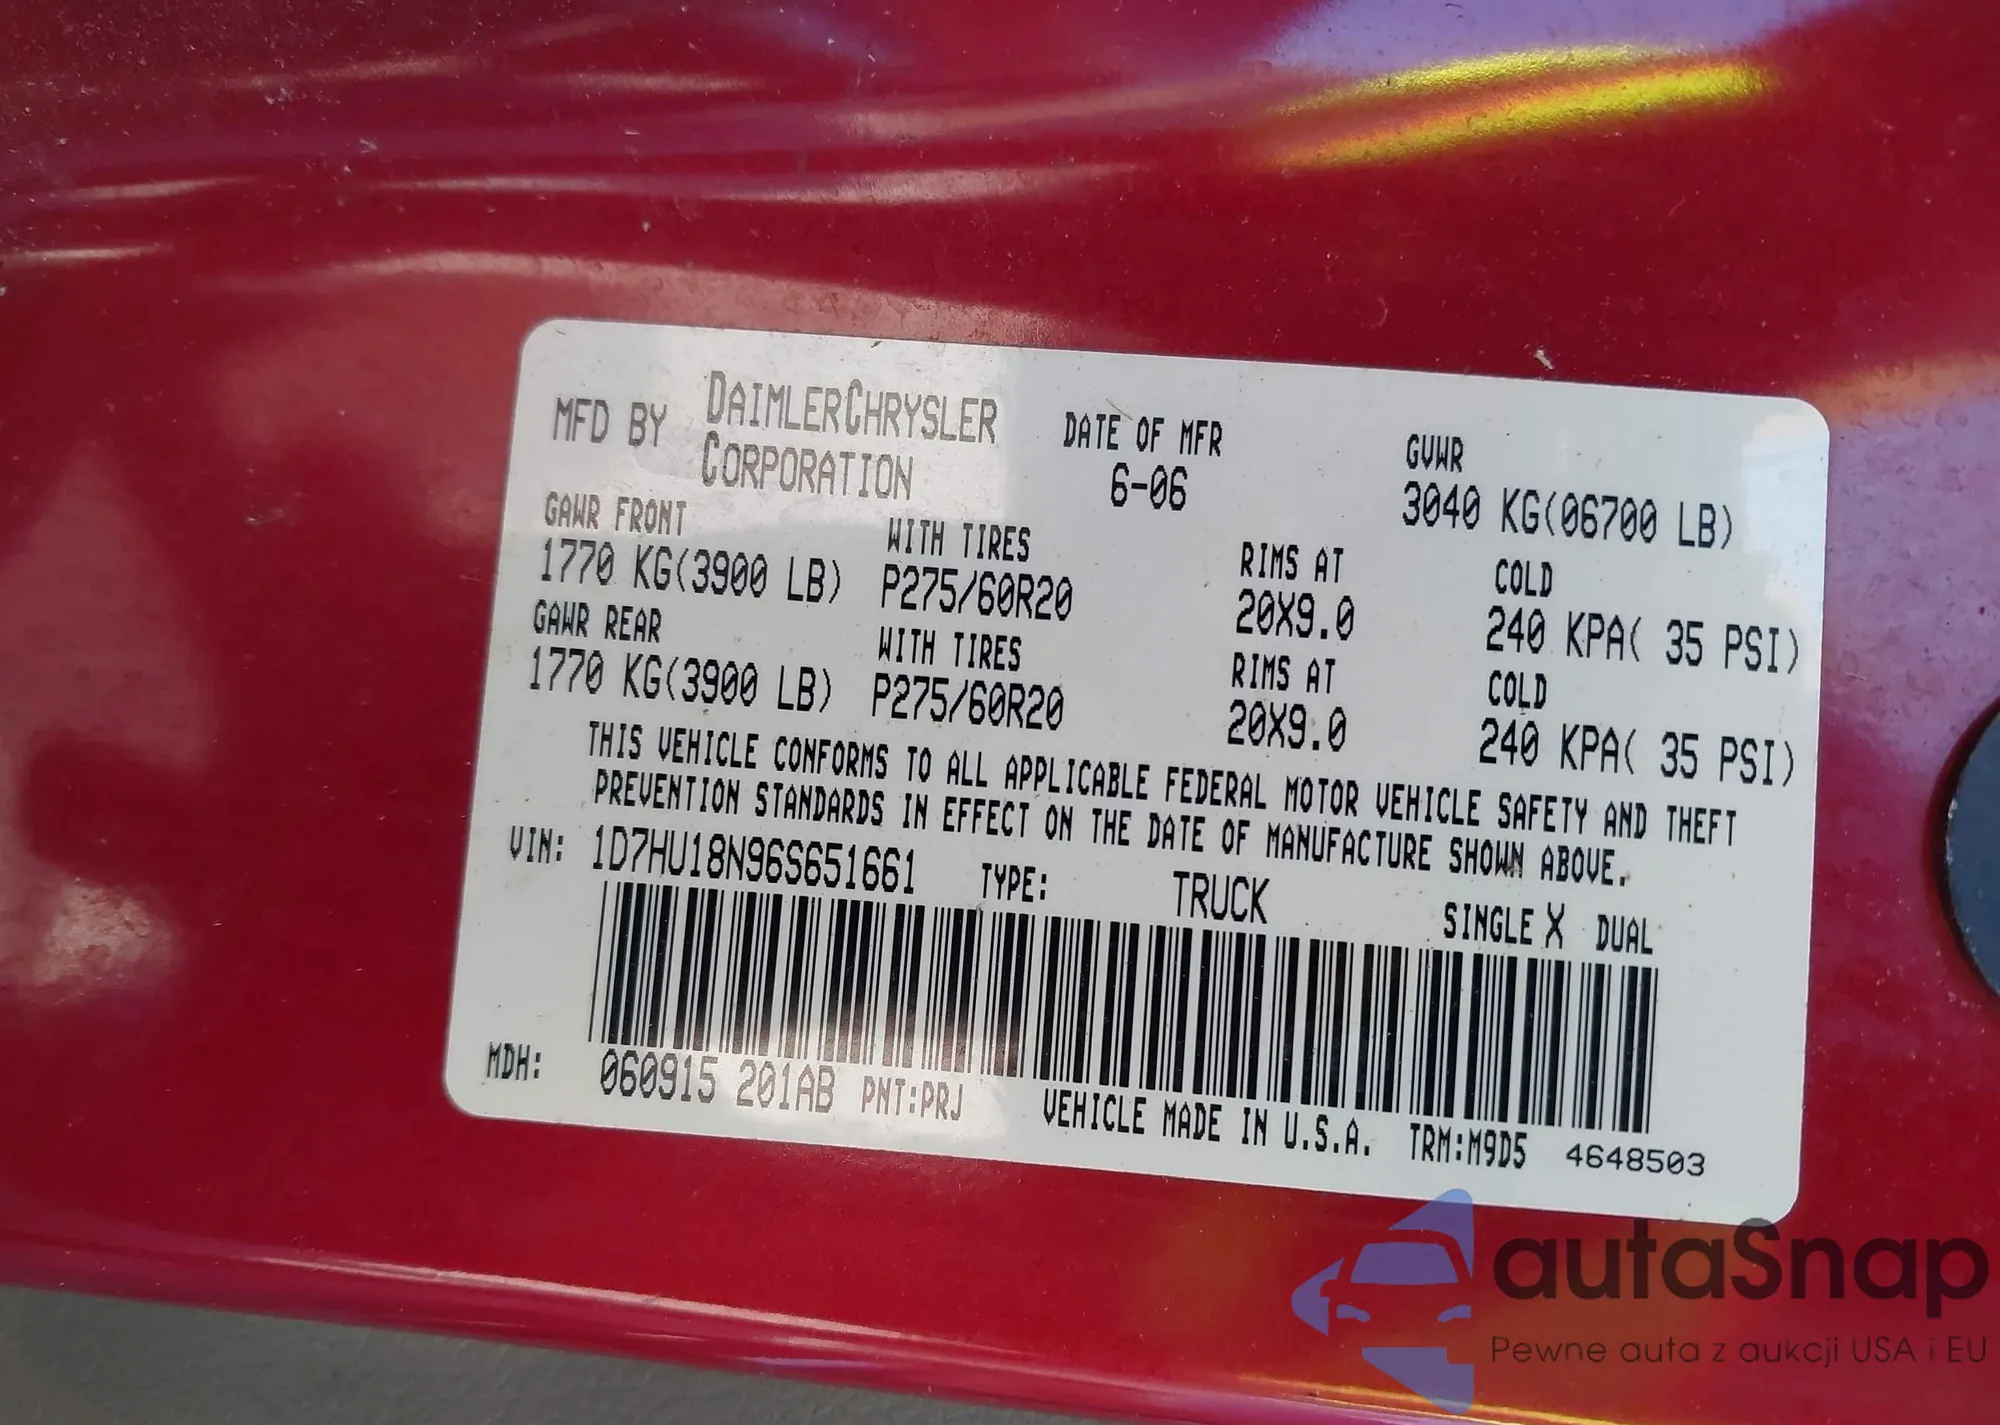 MFD BY DAIMLERCHRYSLER CORPORATION
DATE OF MFR
6-06
GVWR
3040 KG(06700 LB)
GAWR FRONT WITH TIRES RIMS AT COLD
1770 KG(3900 LB) P275/60R20 20X9.0 240 KPA( 35 PSI)
GAWR REAR WITH TIRES RIMS AT COLD
1770 KG(3900 LB) P275/60R20 20X9.0 240 KPA( 35 PSI)
THIS VEHICLE CONFORMS TO ALL APPLICABLE FEDERAL MOTOR VEHICLE SAFETY AND THEFT
PREVENTION STANDARDS IN EFFECT ON THE DATE OF MANUFACTURE SHOWN ABOVE.
VIN: 1D7HU18N96S651661 TYPE: TRUCK SINGLE X DUAL
MDH: 060915 201AB PNT:PRJ VEHICLE MADE IN U.S.A. TRM:M9D5 4648503
autaSnap
Pewne auta z aukcji USA i EU